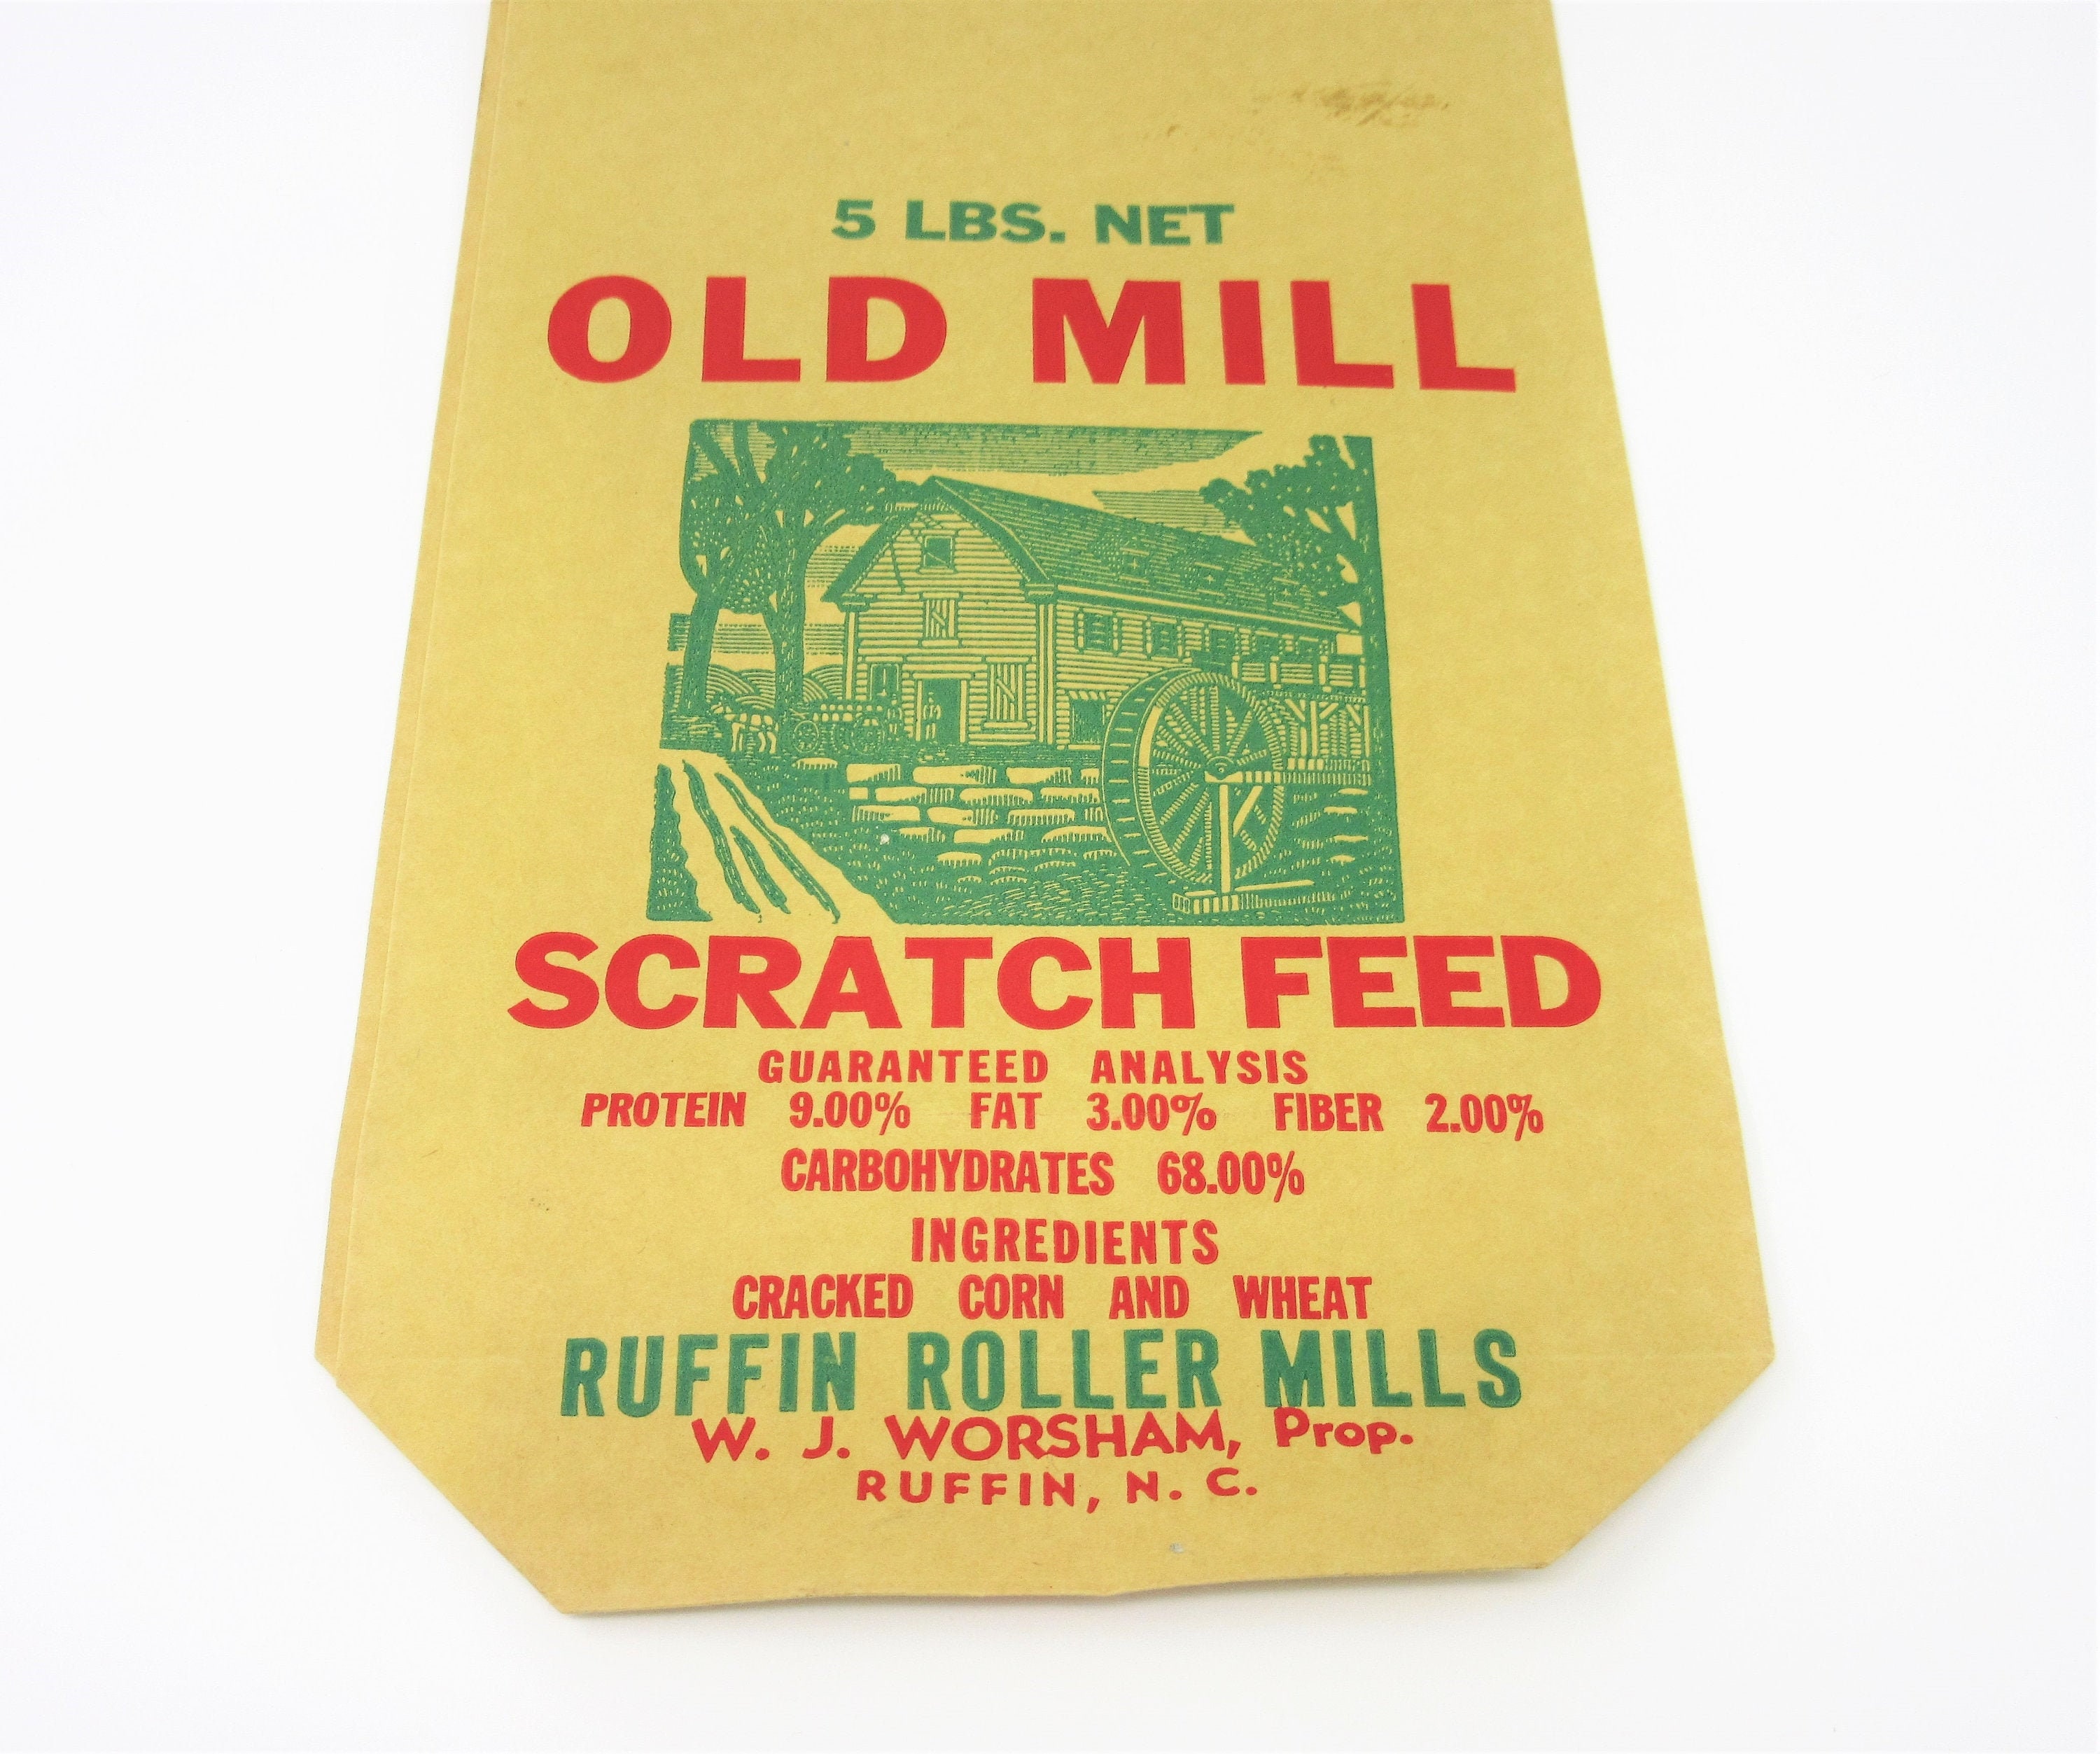 5 LBS. NET
OLD MILL
SCRATCH FEED
GUARANTEED ANALYSIS
PROTEIN 9.00% FAT 3.00% FIBER 2.00%
CARBOHYDRATES 68.00%
INGREDIENTS
CRACKED CORN AND WHEAT
RUFFIN ROLLER MILLS
W. J. WORSHAM, Prop.
RUFFIN, N. C.